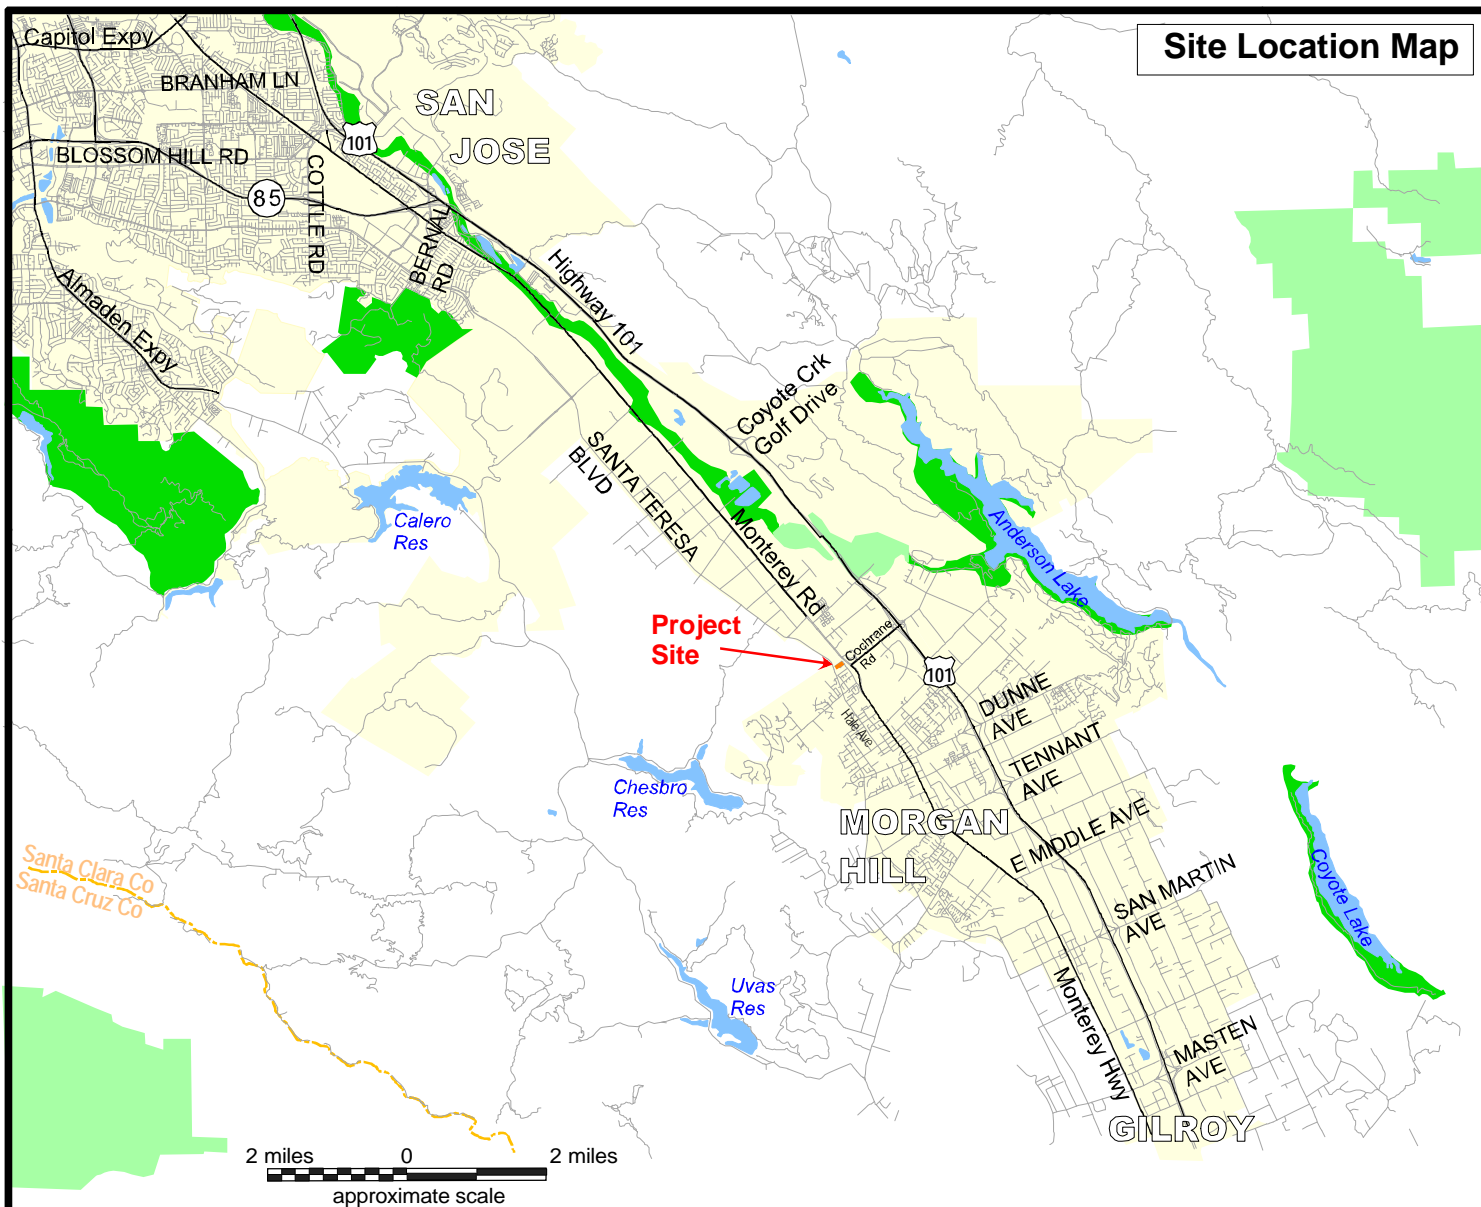 Site Location Map
Capitol Expy
BRANHAM LN
SAN
JOSE
101
BLOSSOM HILL RD
85
COTTLE RD
BERNAL
RD
Almaden Expy
Highway 101
Coyote Crk
Golf Drive
SANTA TERESA
BLVD
Monterey Rd
Calero
Res
Anderson Lake
Project
Site
Cochrane
Rd
101
Hale Ave
DUNNE
AVE
TENNANT
AVE
Chesbro
Res
MORGAN
HILL
E MIDDLE AVE
SAN MARTIN
AVE
Coyote Lake
Santa Clara Co
Santa Cruz Co
Uvas
Res
Monterey Hwy
MASTEN
AVE
GILROY
2 miles 0 2 miles
approximate scale